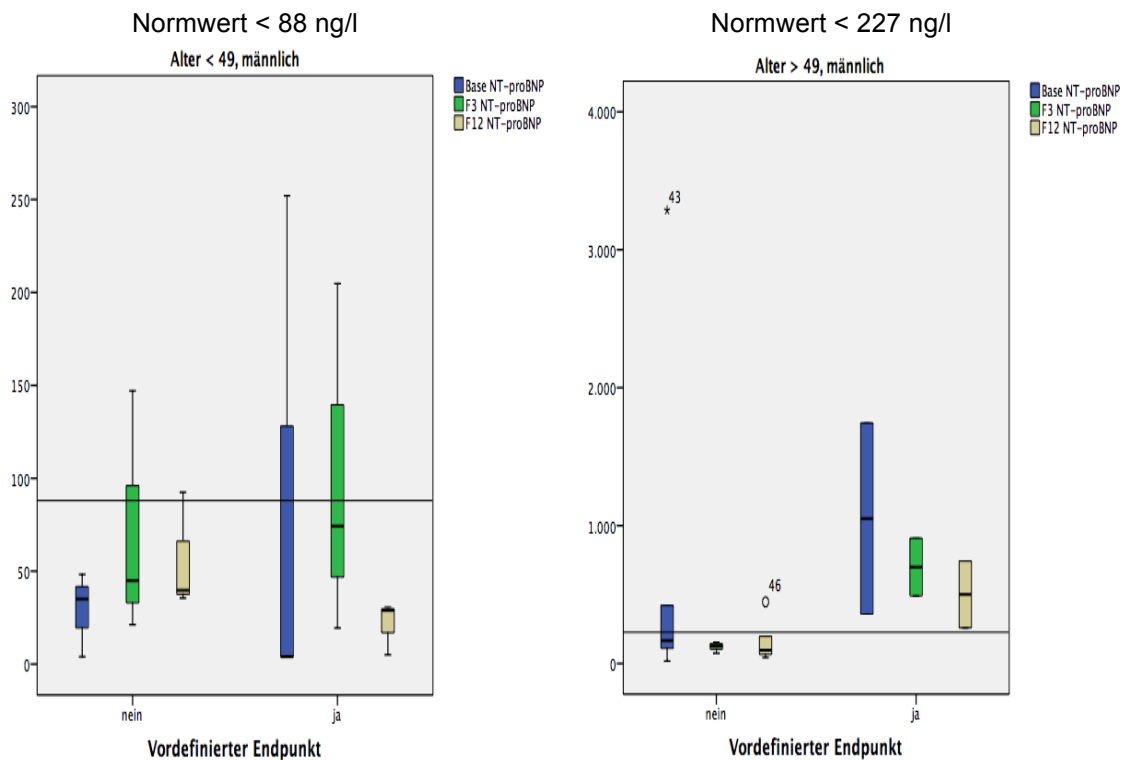 Normwert < 88 ng/l
Alter < 49, männlich
Base NT-proBNP
F3 NT-proBNP
F12 NT-proBNP
300
250
200
150
100
50
0
nein
ja
Vordefinierter Endpunkt
Normwert < 227 ng/l
Alter > 49, männlich
Base NT-proBNP
F3 NT-proBNP
F12 NT-proBNP
4.000
3.000
2.000
1.000
0
43
46
nein
ja
Vordefinierter Endpunkt